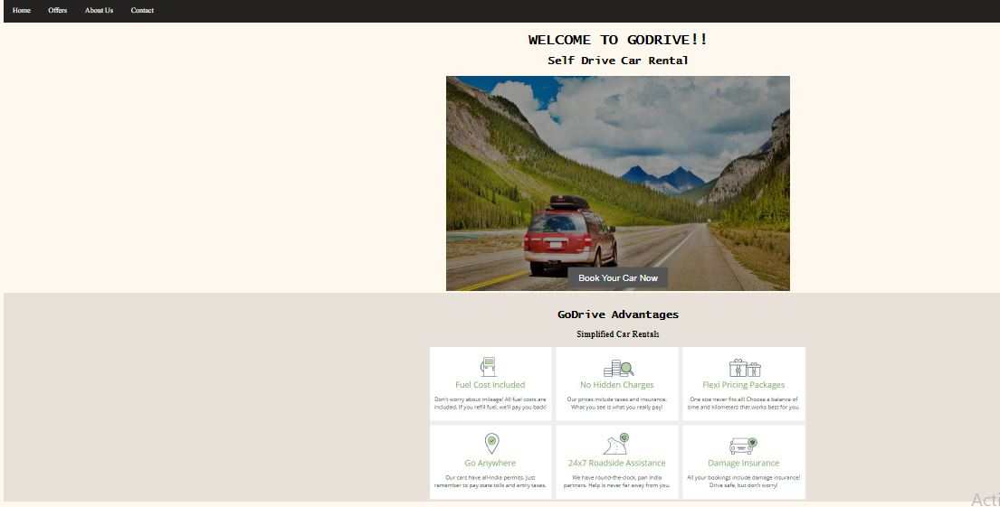 Home Offers About Us Contact
WELCOME TO GODRIVE!!
Self Drive Car Rental
Book Your Car Now
GoDrive Advantages
Simplified Car Rentals
Fuel Cost Included
Don't worry about mileage! All fuel costs are
included. If you refill fuel, we'll pay you back!
No Hidden Charges
Our prices include taxes and insurance.
What you see is what you really pay!
Flexi Pricing Packages
One size never fits all! Choose a balance of
time and kilometers that works best for you.
Go Anywhere
Our cars have all-India permits. Just
remember to pay state tolls and entry taxes.
24x7 Roadside Assistance
We have round-the-clock, pan India
partners. Help is never far away from you.
Damage Insurance
All your bookings include damage insurance!
Drive safe, but don't worry!
Acti